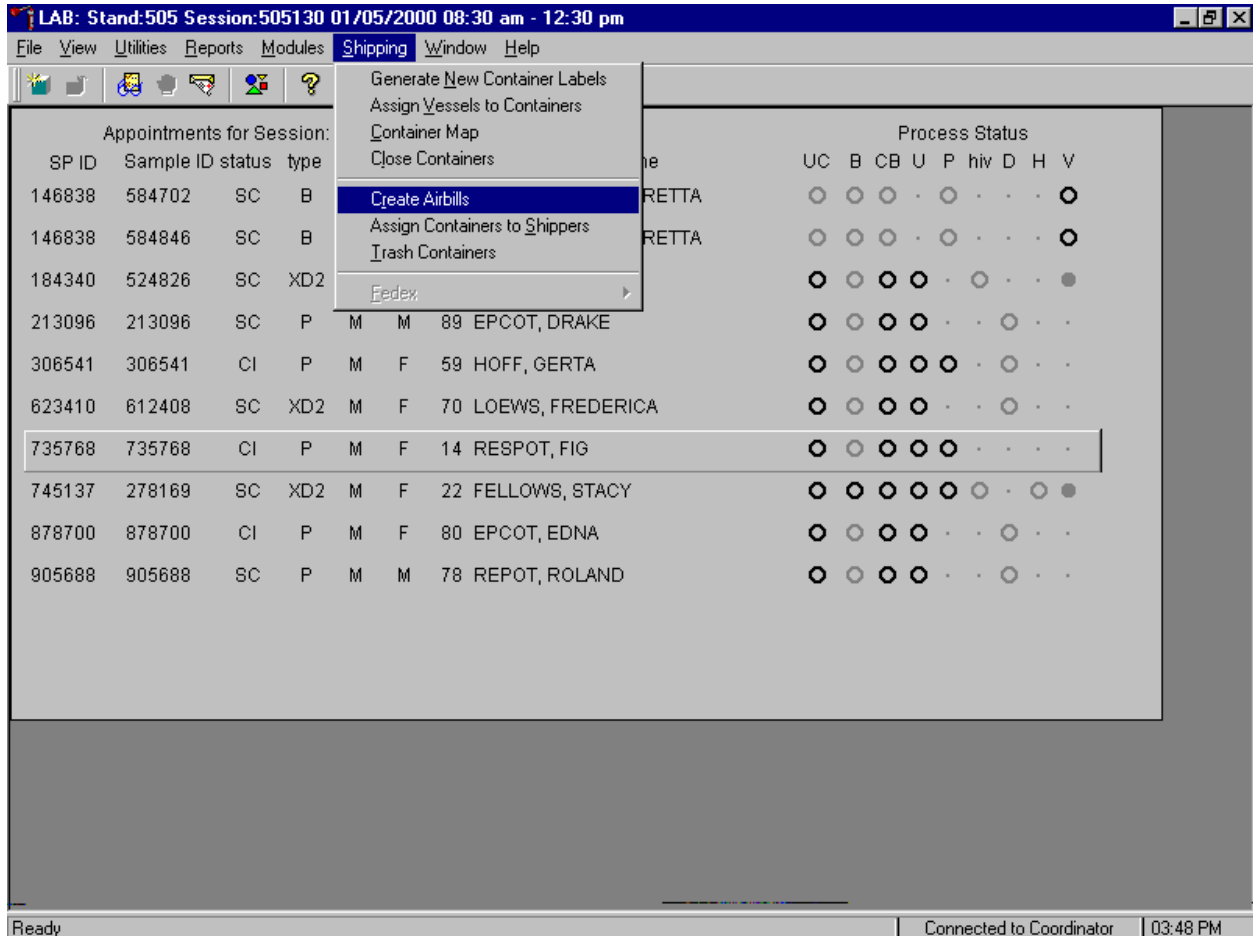 LAB: Stand:505 Session:505130 01/05/2000 08:30 am - 12:30 pm
File View Utilities Reports Modules Shipping Window Help
Generate New Container Labels
Assign Vessels to Containers
Container Map
Close Containers
Create Airbills
Assign Containers to Shippers
Trash Containers
Fedex
Appointments for Session: Process Status
SP ID Sample ID status type UC B CB U P hiv D H V
146838 584702 SC B RETTA
146838 584846 SC B RETTA
184340 524826 SC XD2
213096 213096 SC P M M 89 EPCOT, DRAKE
306541 306541 CI P M F 59 HOFF, GERTA
623410 612408 SC XD2 M F 70 LOEWS, FREDERICA
735768 735768 CI P M F 14 RESPOT, FIG
745137 278169 SC XD2 M F 22 FELLOWS, STACY
878700 878700 CI P M F 80 EPCOT, EDNA
905688 905688 SC P M M 78 REPOT, ROLAND
Ready Connected to Coordinator 03:48 PM